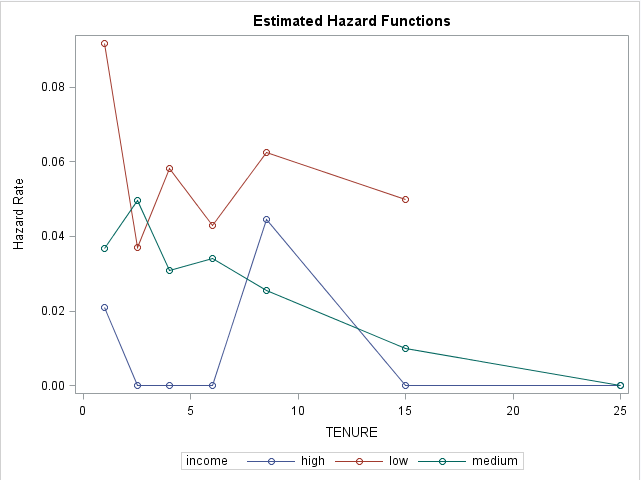 Estimated Hazard Functions
0.08
0.06
0.04
0.02
0.00
Hazard Rate
0 5 10 15 20 25
TENURE
income high low medium